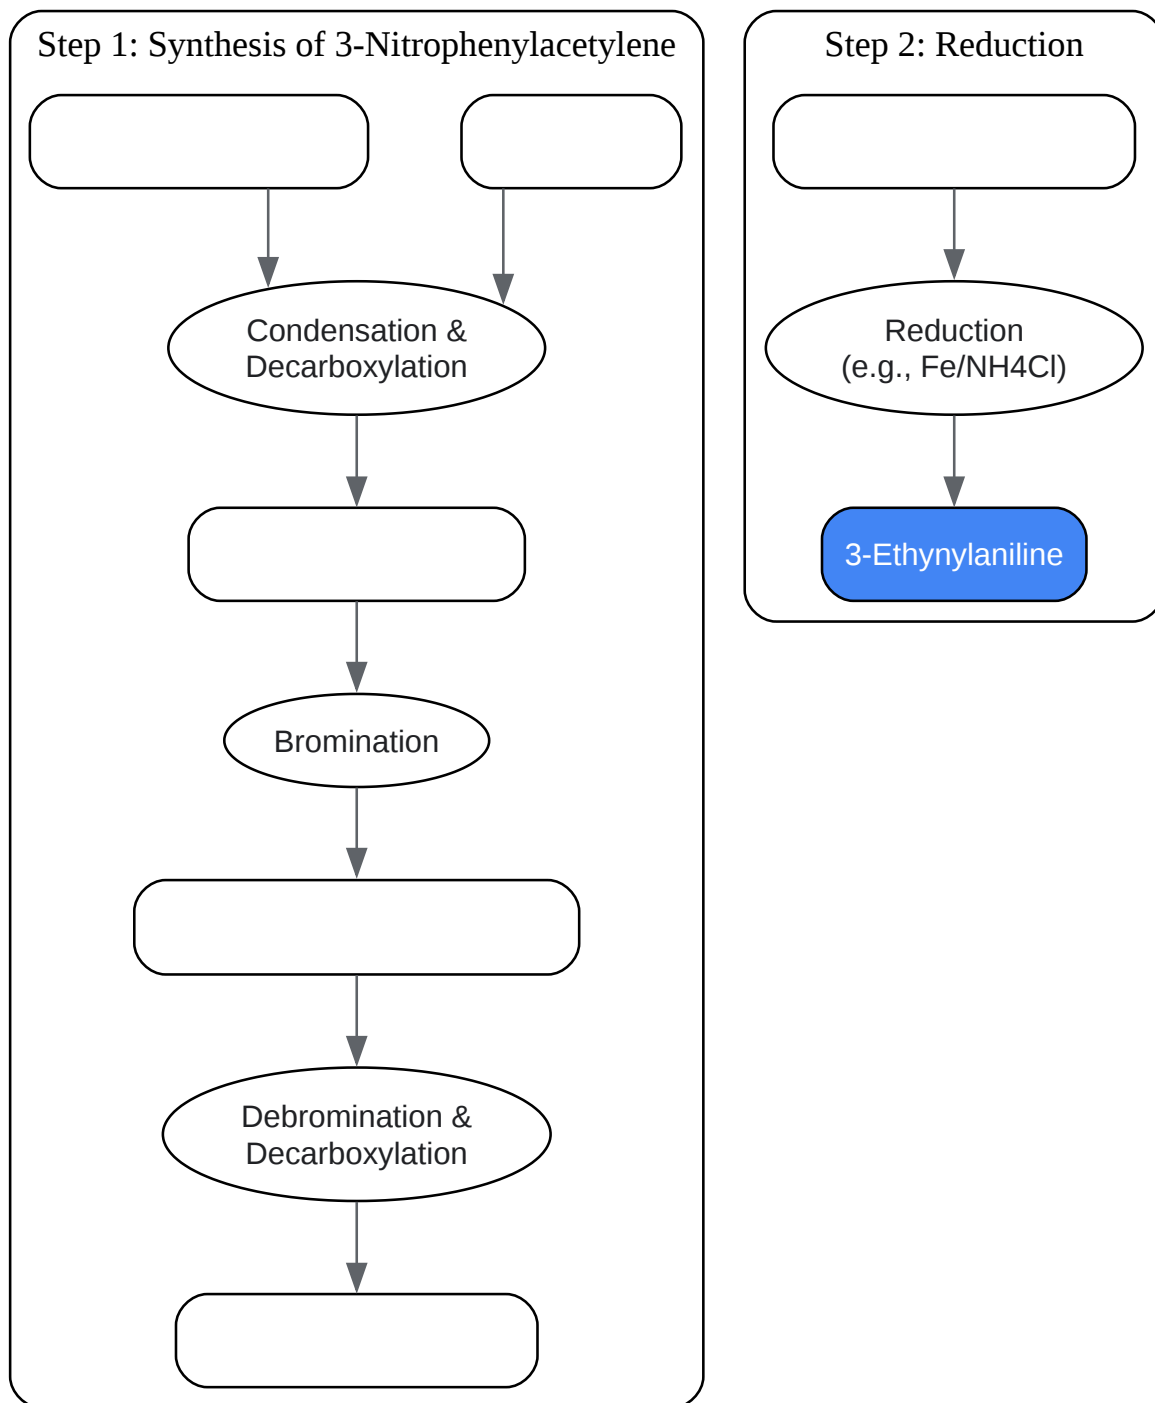 Step 1: Synthesis of 3-Nitrophenylacetylene
Condensation &
Decarboxylation
Bromination
Debromination &
Decarboxylation
Step 2: Reduction
Reduction
(e.g., Fe/NH4Cl)
3-Ethynylaniline